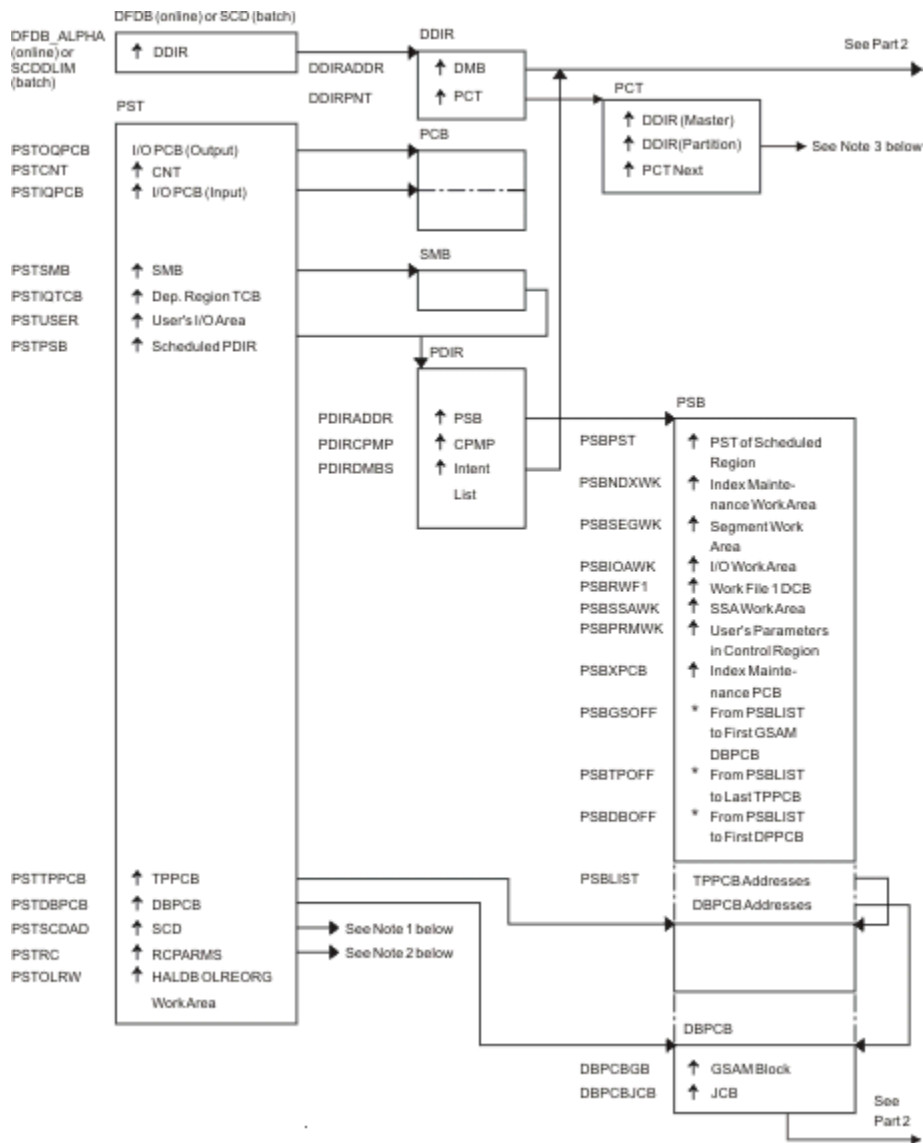 DFDB (online) or SCD (batch)
DFDB_ALPHA
(online) or
SCDDLIM
(batch)
↑ DDIR
DDIR
DDIRADDR ↑ DMB
DDIRPNT ↑ PCT
See Part 2
PCT
↑ DDIR (Master)
↑ DDIR (Partition)
↑ PCT Next
See Note 3 below
PST
PSTOQPCB I/O PCB (Output)
PSTCNT ↑ CNT
PSTIQPCB ↑ I/O PCB (Input)
PCB
PSTSMB ↑ SMB
PSTIQTCB ↑ Dep. Region TCB
PSTUSER ↑ User's I/O Area
PSTPSB ↑ Scheduled PDIR
SMB
PDIR
PDIRADDR ↑ PSB
PDIRCPMP ↑ CPMP
PDIRDMBS ↑ Intent
List
PSB
PSBPST ↑ PST of Scheduled
Region
PSBNDXWK ↑ Index Mainte-
nance Work Area
PSBSEGWK ↑ Segment Work
Area
PSBIOAWK ↑ I/O Work Area
PSBRWF1 ↑ Work File 1 DCB
PSBSSAWK ↑ SSA Work Area
PSBPRMWK ↑ User's Parameters
in Control Region
PSBXPCB ↑ Index Mainte-
nance PCB
PSBGSOFF * From PSBLIST
to First GSAM
DBPCB
PSBTPOFF * From PSBLIST
to Last TPPCB
PSBDBOFF * From PSBLIST
to First DPPCB
PSTTPPCB ↑ TPPCB
PSTDBPCB ↑ DBPCB
PSTSCDAD ↑ SCD
See Note 1 below
PSTRC ↑ RCPARMS
See Note 2 below
PSTOLRW ↑ HALDB OLREORG
Work Area
PSBLIST TPPCB Addresses
DBPCB Addresses
DBPCB
DBPCBGB ↑ GSAM Block
DBPCBJCB ↑ JCB
See
Part 2